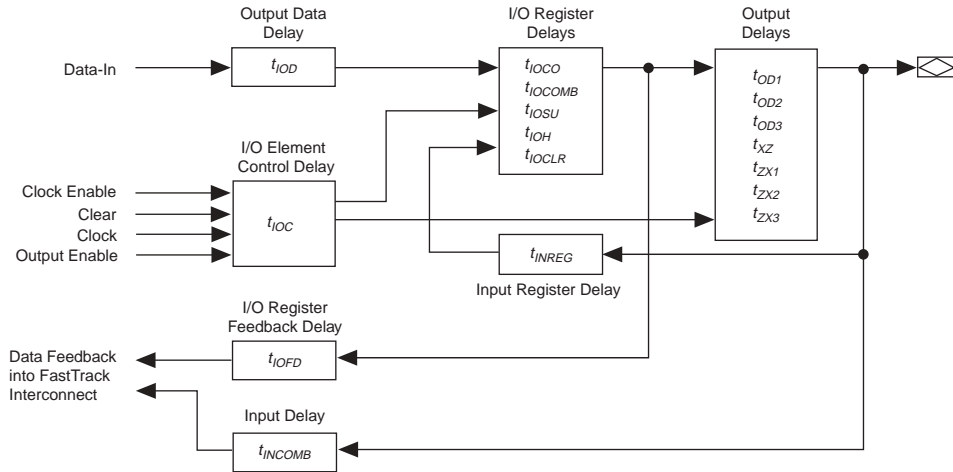 Output Data
Delay
I/O Register
Delays
Output
Delays
Data-In
tIOD
tIOCO
tIOCOMB
tIOSU
tIOH
tIOCLR
tOD1
tOD2
tOD3
tXZ
tZX1
tZX2
tZX3
I/O Element
Control Delay
Clock Enable
Clear
Clock
Output Enable
tIOC
tINREG
Input Register Delay
I/O Register
Feedback Delay
tIOFD
Data Feedback
into FastTrack
Interconnect
Input Delay
tINCOMB